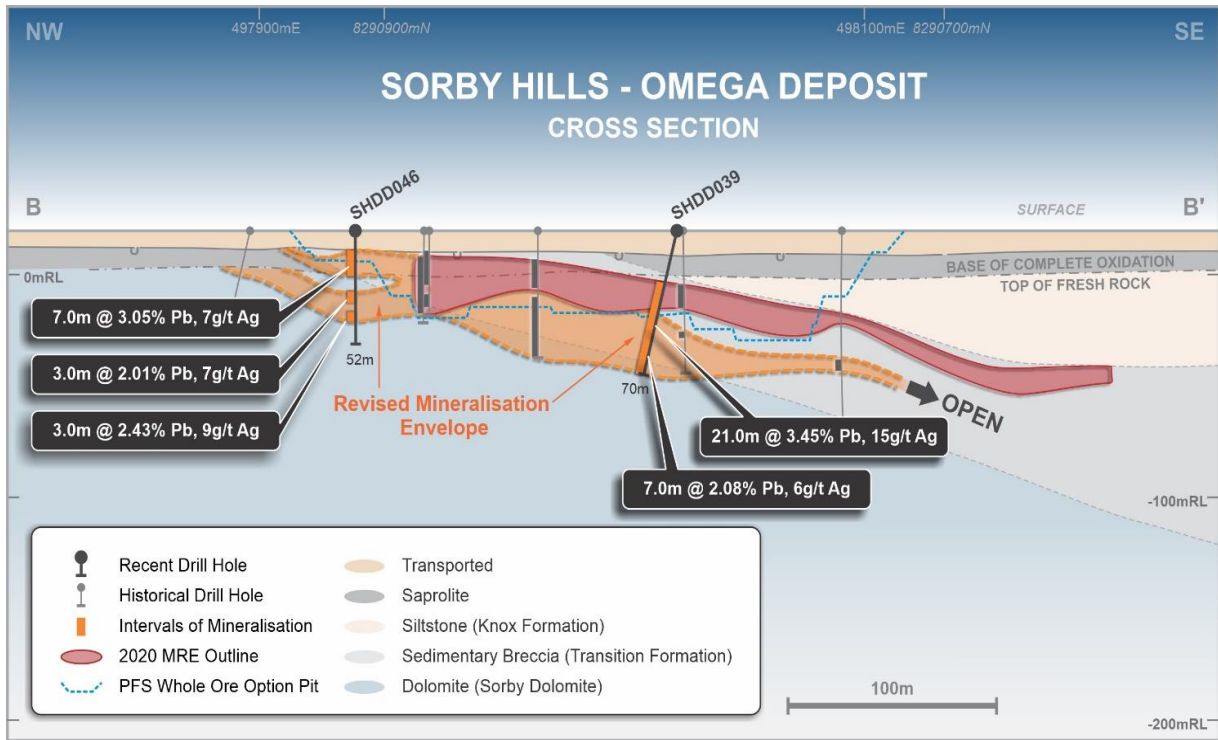 NW
497900mE
8290900mN
498100mE
8290700mN
SE
SORBY HILLS - OMEGA DEPOSIT
CROSS SECTION
B
SHDD046
SHDD039
SURFACE
B'
0mRL
BASE OF COMPLETE OXIDATION
TOP OF FRESH ROCK
7.0m @ 3.05% Pb, 7g/t Ag
3.0m @ 2.01% Pb, 7g/t Ag
3.0m @ 2.43% Pb, 9g/t Ag
52m
Revised Mineralisation
Envelope
70m
OPEN
21.0m @ 3.45% Pb, 15g/t Ag
7.0m @ 2.08% Pb, 6g/t Ag
-100mRL
Recent Drill Hole
Historical Drill Hole
Intervals of Mineralisation
2020 MRE Outline
PFS Whole Ore Option Pit
Transported
Saprolite
Siltstone (Knox Formation)
Sedimentary Breccia (Transition Formation)
Dolomite (Sorby Dolomite)
100m
-200mRL